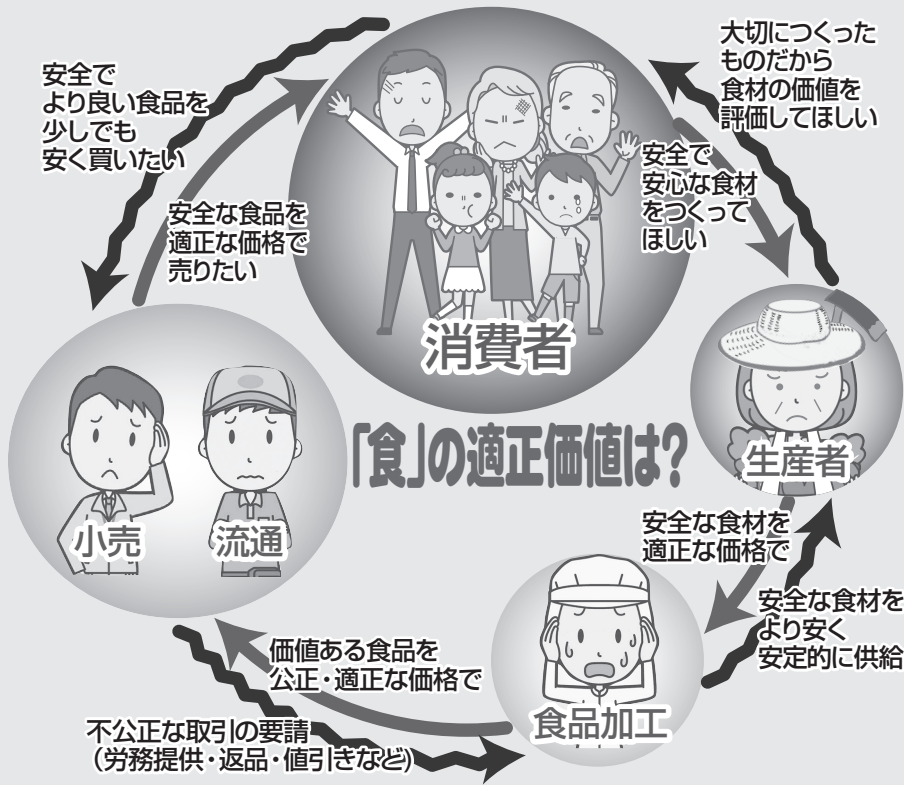 安全で
より良い食品を
少しでも
安く買いたい
安全な食品を
適正な価格で
売りたい
大切につくった
ものだから
食材の価値を
評価してほしい
安全で
安心な食材
をつくって
ほしい
消費者
「食」の適正価値は?
生産者
小売
流通
安全な食材を
適正な価格で
安全な食材を
より安く
安定的に供給
価値ある食品を
公正・適正な価格で
食品加工
不公正な取引の要請
(労務提供・返品・値引きなど)